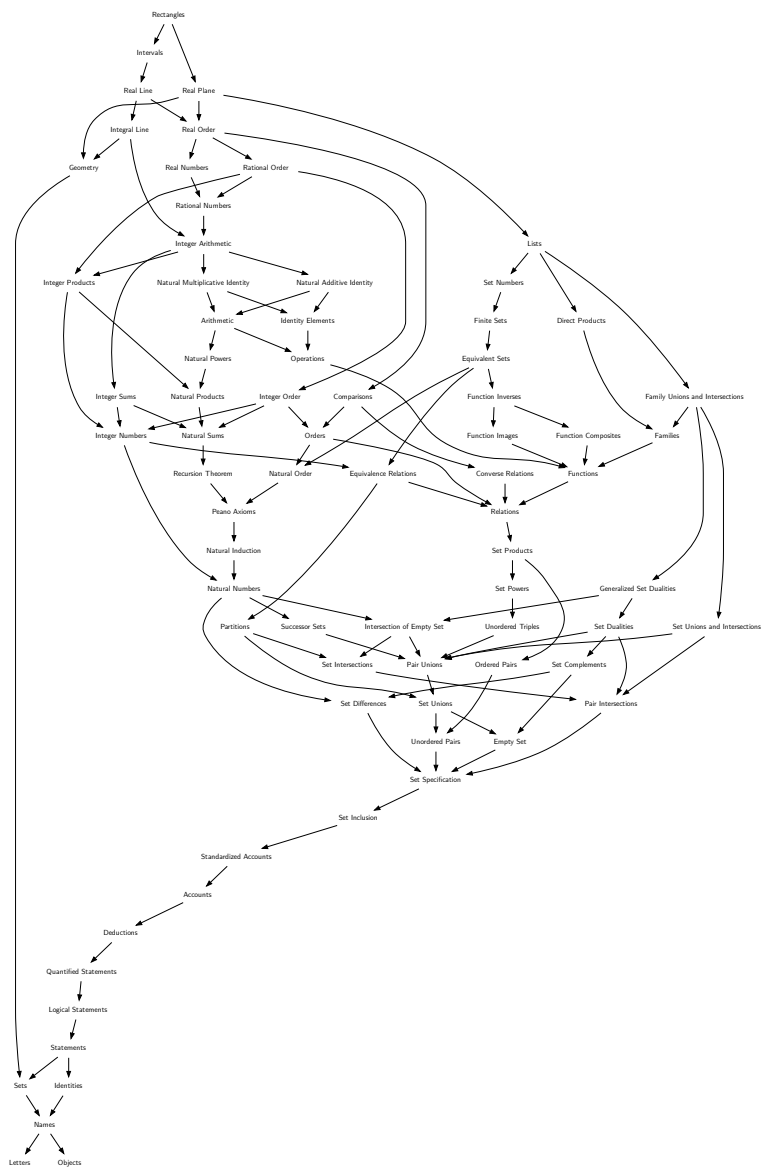 Rectangles
Intervals
Real Line
Real Plane
Integral Line
Real Order
Geometry
Real Numbers
Rational Order
Rational Numbers
Integer Arithmetic
Lists
Integer Products
Natural Multiplicative Identity
Natural Additive Identity
Set Numbers
Arithmetic
Identity Elements
Finite Sets
Direct Products
Natural Powers
Operations
Equivalent Sets
Integer Sums
Natural Products
Integer Order
Comparisons
Function Inverses
Family Unions and Intersections
Integer Numbers
Natural Sums
Orders
Function Images
Function Composites
Families
Recursion Theorem
Natural Order
Equivalence Relations
Converse Relations
Functions
Peano Axioms
Relations
Natural Induction
Set Products
Natural Numbers
Set Powers
Generalized Set Dualities
Partitions
Successor Sets
Intersection of Empty Set
Unordered Triples
Set Dualities
Set Unions and Intersections
Set Intersections
Pair Unions
Ordered Pairs
Set Complements
Set Differences
Set Unions
Pair Intersections
Unordered Pairs
Empty Set
Set Specification
Set Inclusion
Standardized Accounts
Accounts
Deductions
Quantified Statements
Logical Statements
Statements
Sets
Identities
Names
Letters
Objects